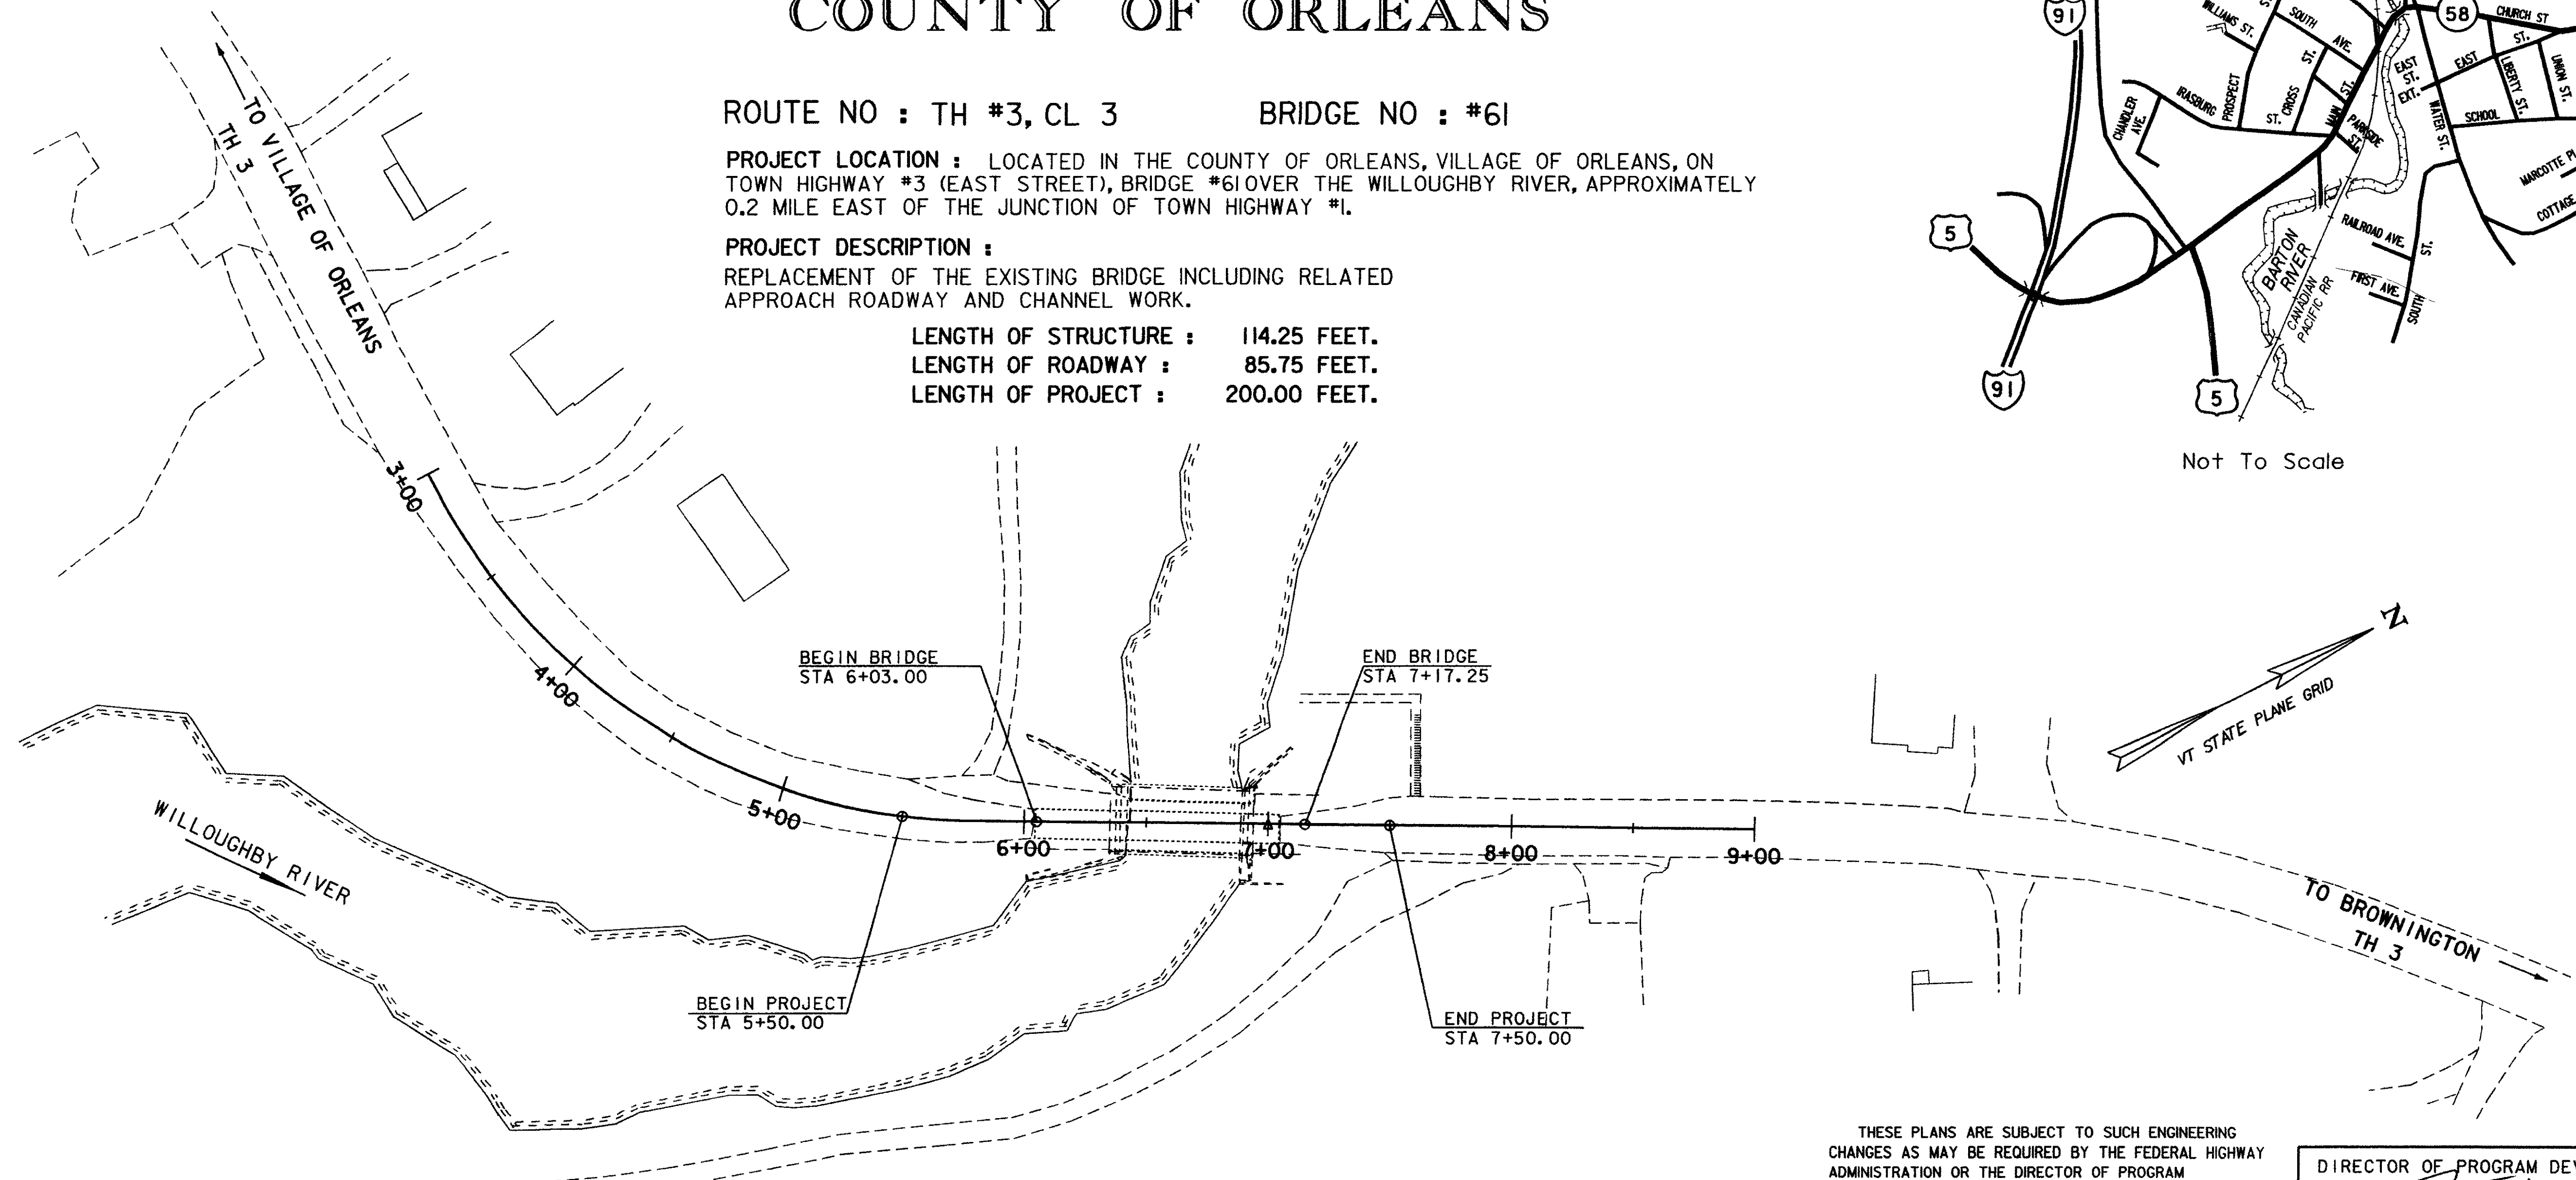 COUNTY OF ORLEANS
ROUTE NO : TH #3, CL 3
BRIDGE NO : #61
PROJECT LOCATION : LOCATED IN THE COUNTY OF ORLEANS, VILLAGE OF ORLEANS, ON
TOWN HIGHWAY #3 (EAST STREET), BRIDGE #61 OVER THE WILLOUGHBY RIVER, APPROXIMATELY
0.2 MILE EAST OF THE JUNCTION OF TOWN HIGHWAY #1.
PROJECT DESCRIPTION :
REPLACEMENT OF THE EXISTING BRIDGE INCLUDING RELATED
APPROACH ROADWAY AND CHANNEL WORK.
LENGTH OF STRUCTURE : 114.25 FEET.
LENGTH OF ROADWAY : 85.75 FEET.
LENGTH OF PROJECT : 200.00 FEET.
TO VILLAGE OF ORLEANS
TH 3
3+00
4+00
5+00
6+00
7+00
8+00
9+00
BEGIN BRIDGE
STA 6+03.00
END BRIDGE
STA 7+17.25
BEGIN PROJECT
STA 5+50.00
END PROJECT
STA 7+50.00
WILLOUGHBY RIVER
TO BROWNINGTON
TH 3
N
VT STATE PLANE GRID
91
58
CHURCH ST
WILLIAMS ST.
SOUTH
AVE.
ST.
EAST
ST.
EXT.
EAST
ST.
LIBERTY ST.
UNION ST.
CHANDLER
AVE.
IRASBURG
ST.
PROSPECT
CROSS
ST.
MAIN
ST.
PARKSIDE
ST.
WATER ST.
SCHOOL
MARCOTTE
COTTAGE
RAILROAD AVE.
FIRST AVE.
SOUTH
ST.
BARTON
RIVER
CANADIAN
PACIFIC RR
5
91
5
Not To Scale
THESE PLANS ARE SUBJECT TO SUCH ENGINEERING
CHANGES AS MAY BE REQUIRED BY THE FEDERAL HIGHWAY
ADMINISTRATION OR THE DIRECTOR OF PROGRAM
DIRECTOR OF PROGRAM DEV